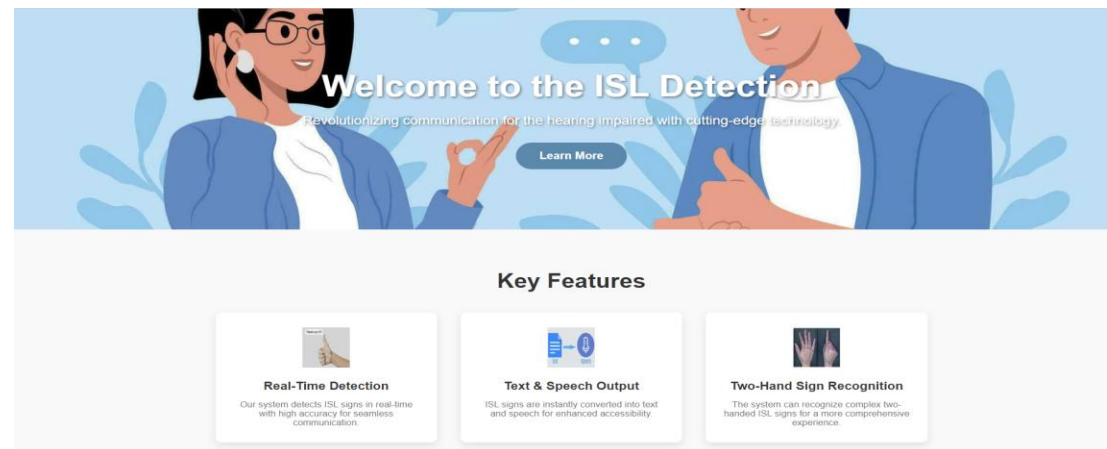 Welcome to the ISL Detection
Revolutionizing communication for the hearing impaired with cutting-edge technology.
Learn More
Key Features
Real-Time Detection
Our system detects ISL signs in real-time
with high accuracy for seamless
communication.
Text & Speech Output
ISL signs are instantly converted into text
and speech for enhanced accessibility.
Two-Hand Sign Recognition
The system can recognize complex two-
handed ISL signs for a more comprehensive
experience.